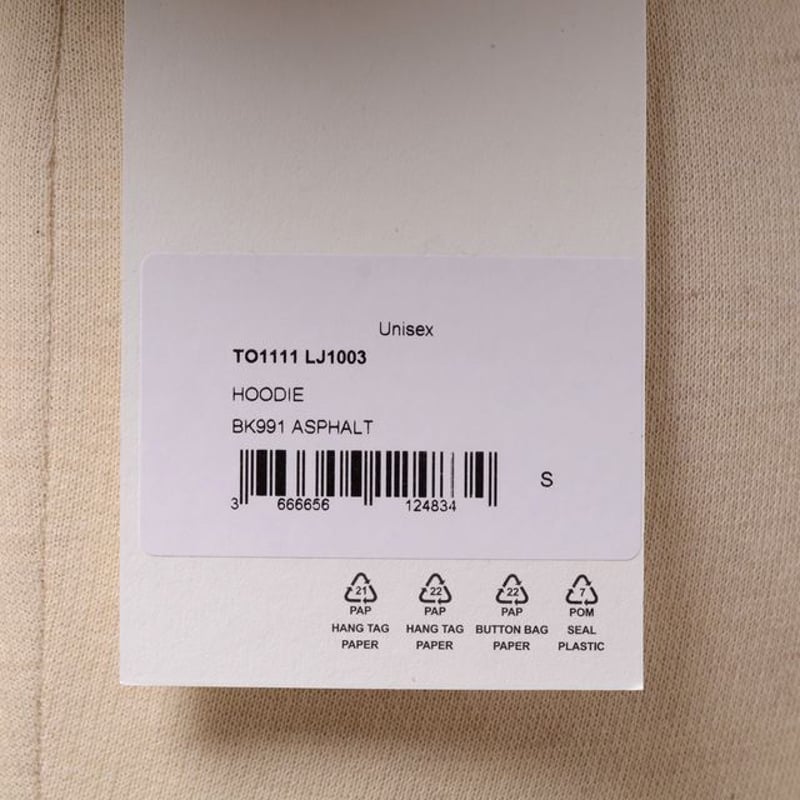 Unisex
TO1111 LJ1003
HOODIE
BK991 ASPHALT
S
3 666656 124834
21 22 22 7
PAP PAP PAP POM
HANG TAG HANG TAG BUTTON BAG SEAL
PAPER PAPER PAPER PLASTIC